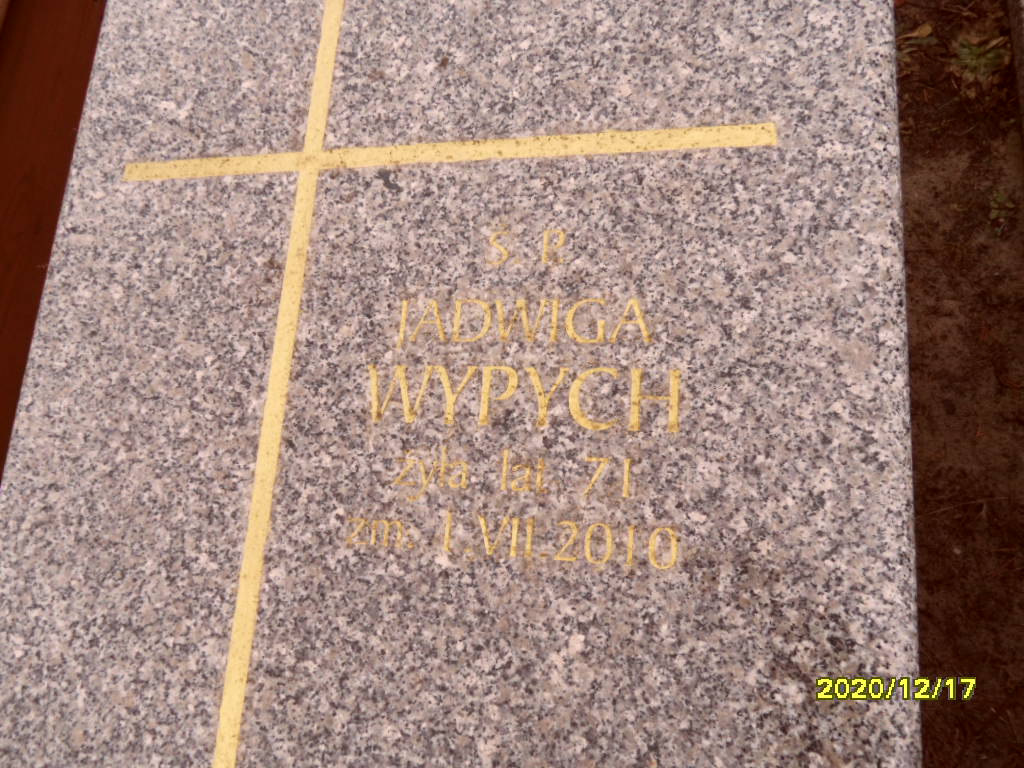 Ś. P.
JADWIGA
WYPYCH
żyła lat 71
zm. 1.VII.2010
2020/12/17